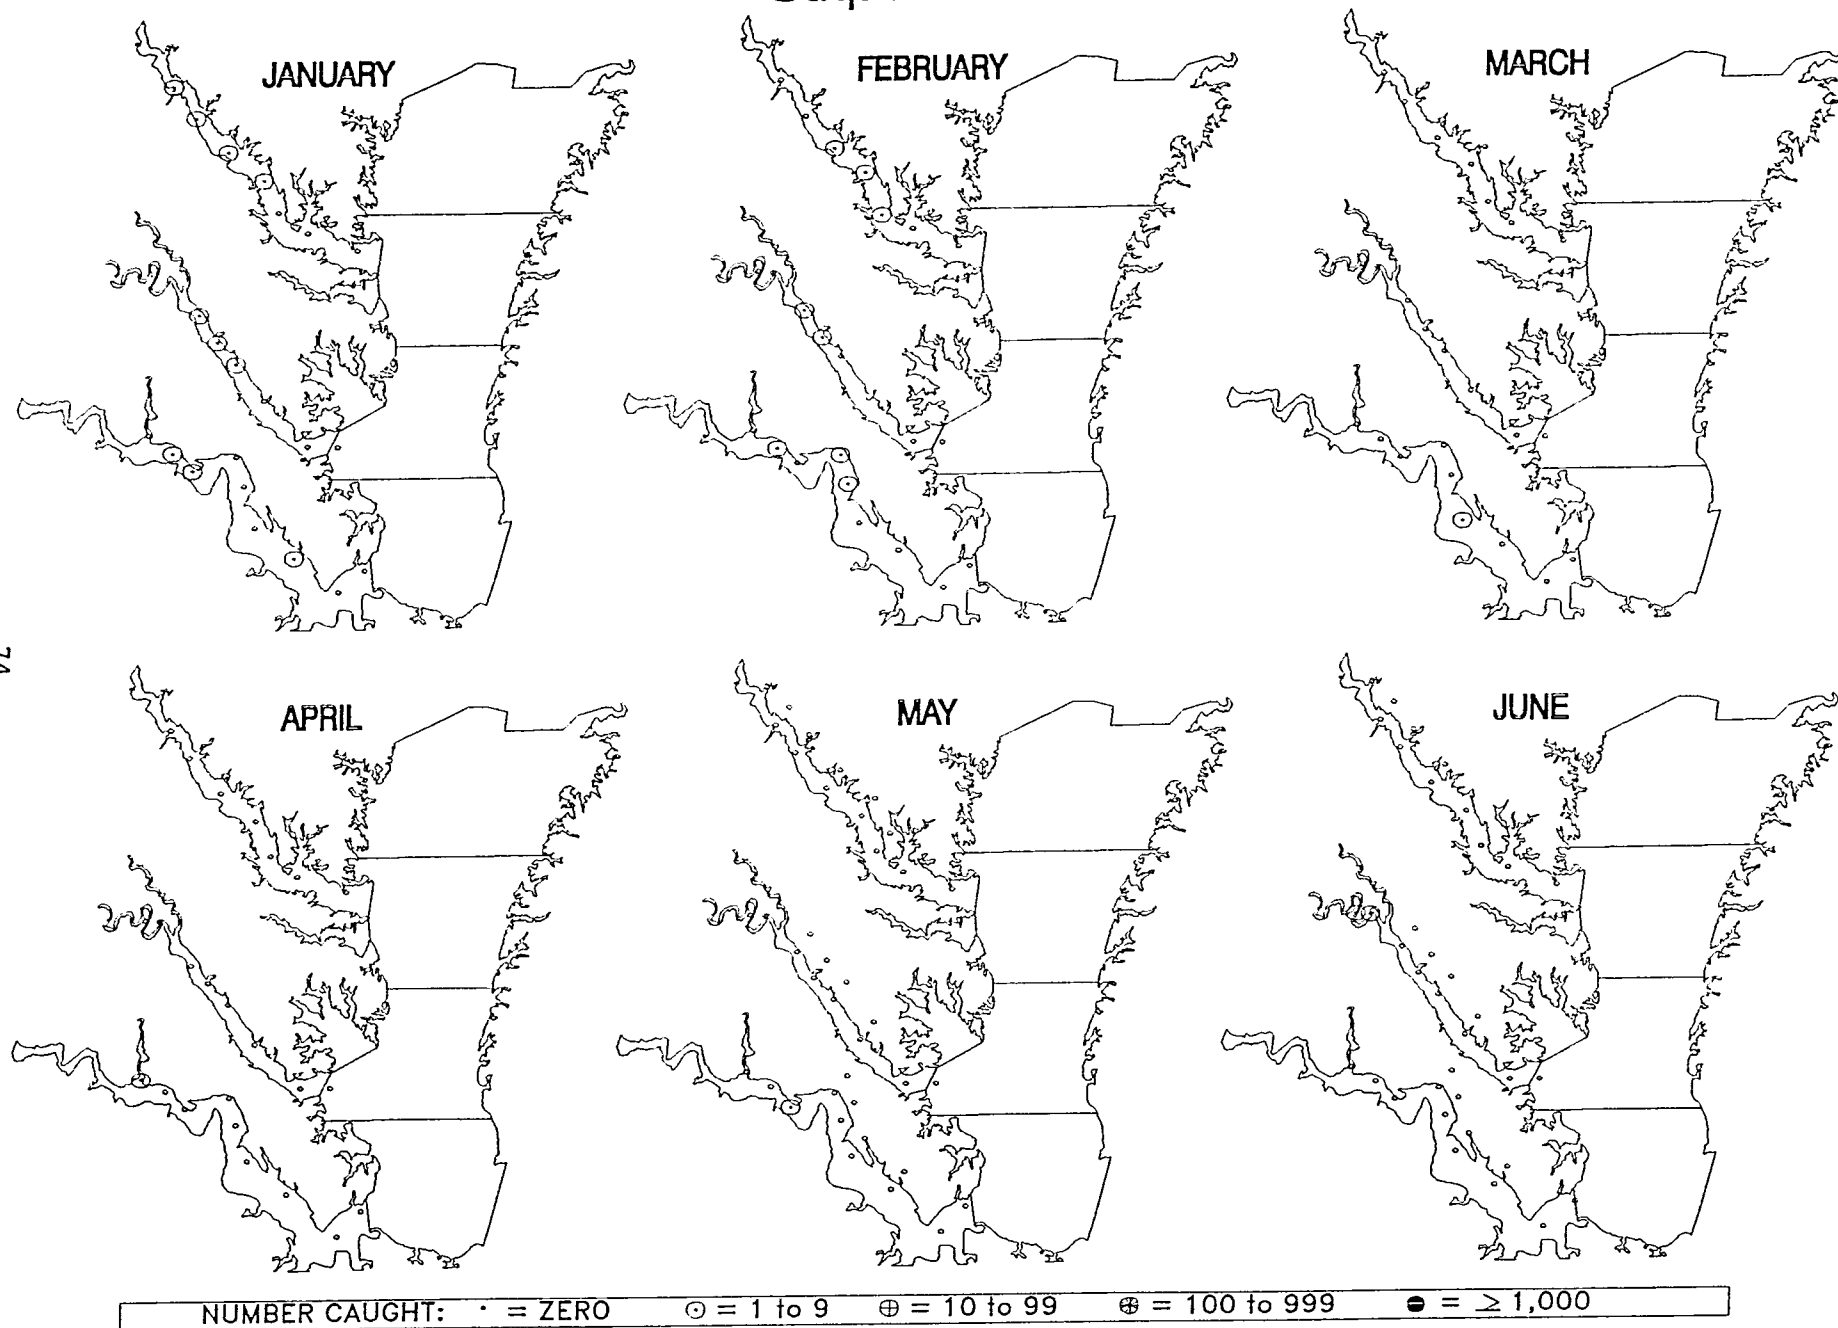 JANUARY
FEBRUARY
MARCH
APRIL
MAY
JUNE
NUMBER CAUGHT: · = ZERO ⊙ = 1 to 9 ⊕ = 10 to 99 ⊛ = 100 to 999 ⊖ = ≥ 1,000